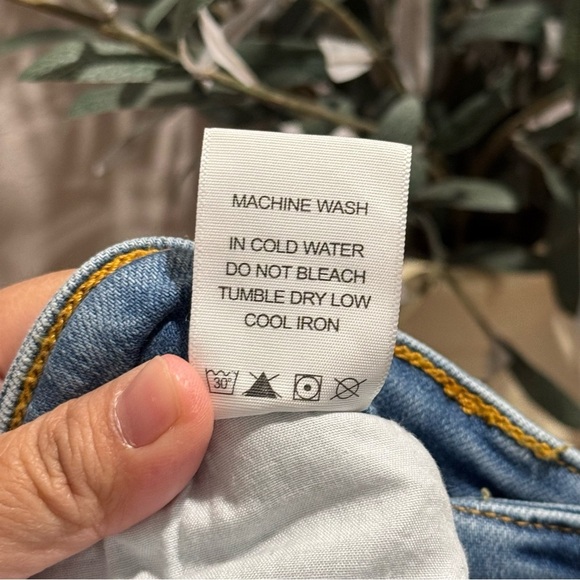 MACHINE WASH
IN COLD WATER
DO NOT BLEACH
TUMBLE DRY LOW
COOL IRON
30°